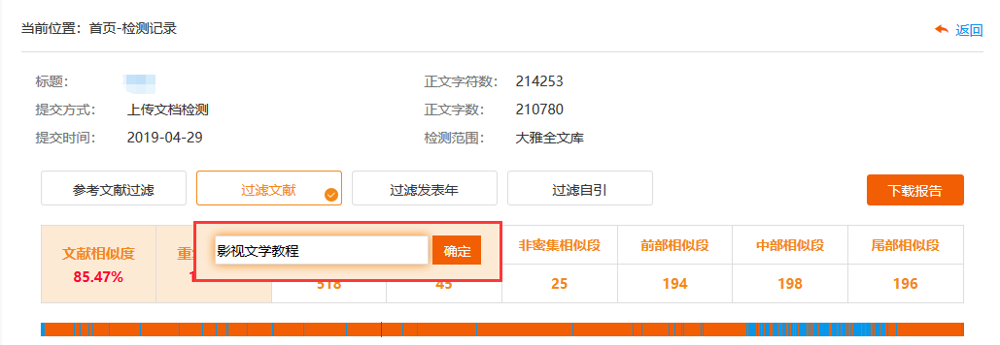 当前位置：首页-检测记录
返回
标题：
正文字符数： 214253
提交方式： 上传文档检测
正文字数： 210780
提交时间： 2019-04-29
检测范围： 大雅全文库
参考文献过滤
过滤文献
过滤发表年
过滤自引
下载报告
文献相似度
非密集相似段
前部相似段
中部相似段
尾部相似段
影视文学教程
确定
85.47%
518
45
25
194
198
196